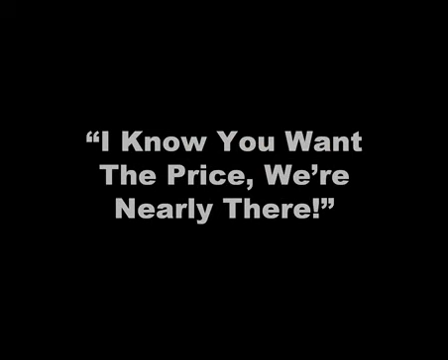 “I Know You Want
The Price, We’re
Nearly There!”